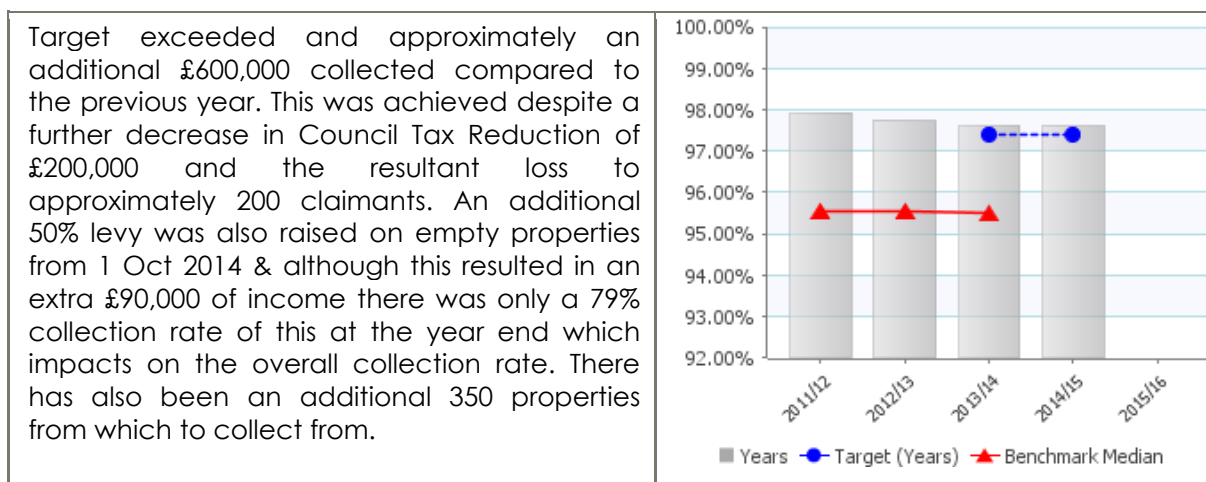 Target exceeded and approximately an
additional £600,000 collected compared to
the previous year. This was achieved despite a
further decrease in Council Tax Reduction of
£200,000 and the resultant loss to
approximately 200 claimants. An additional
50% levy was also raised on empty properties
from 1 Oct 2014 & although this resulted in an
extra £90,000 of income there was only a 79%
collection rate of this at the year end which
impacts on the overall collection rate. There
has also been an additional 350 properties
from which to collect from.
100.00%
99.00%
98.00%
97.00%
96.00%
95.00%
94.00%
93.00%
92.00%
2011/12
2012/13
2013/14
2014/15
2015/16
Years
Target (Years)
Benchmark Median